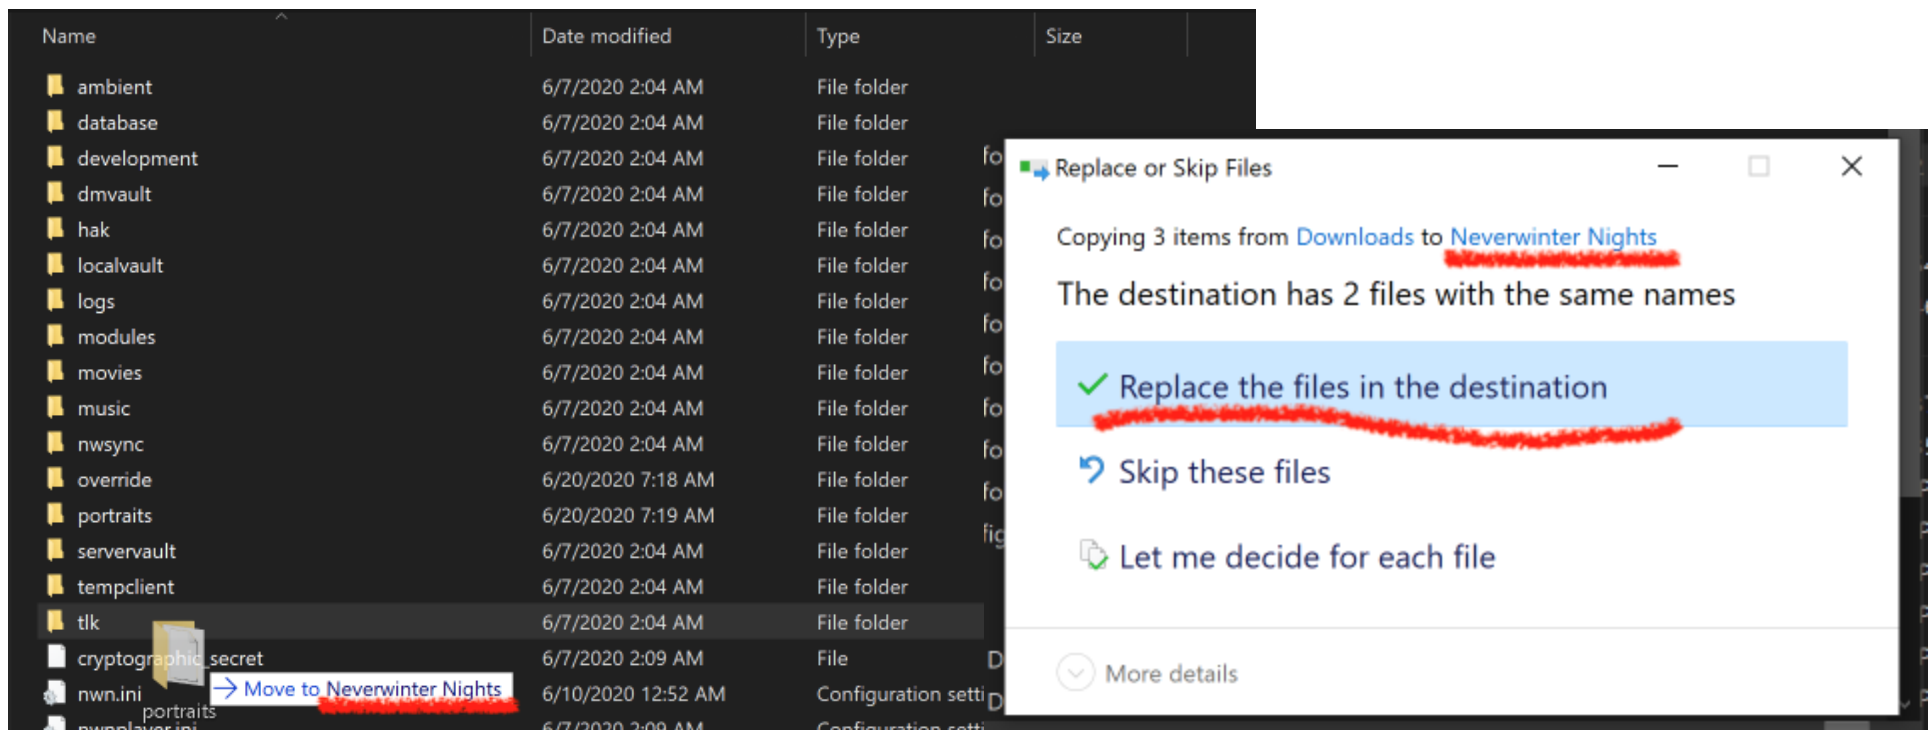 Name Date modified Type Size
ambient 6/7/2020 2:04 AM File folder
database 6/7/2020 2:04 AM File folder
development 6/7/2020 2:04 AM File folder
dmvault 6/7/2020 2:04 AM File folder
hak 6/7/2020 2:04 AM File folder
localvault 6/7/2020 2:04 AM File folder
logs 6/7/2020 2:04 AM File folder
modules 6/7/2020 2:04 AM File folder
movies 6/7/2020 2:04 AM File folder
music 6/7/2020 2:04 AM File folder
nwsync 6/7/2020 2:04 AM File folder
override 6/20/2020 7:18 AM File folder
portraits 6/20/2020 7:19 AM File folder
servervault 6/7/2020 2:04 AM File folder
tempclient 6/7/2020 2:04 AM File folder
tlk 6/7/2020 2:04 AM File folder
cryptographic_secret 6/7/2020 2:09 AM File
nwn.ini 6/10/2020 12:52 AM Configuration setti
Move to Neverwinter Nights
portraits
nwnplayer.ini 6/7/2020 2:09 AM Configuration setti
Replace or Skip Files
Copying 3 items from Downloads to Neverwinter Nights
The destination has 2 files with the same names
Replace the files in the destination
Skip these files
Let me decide for each file
More details